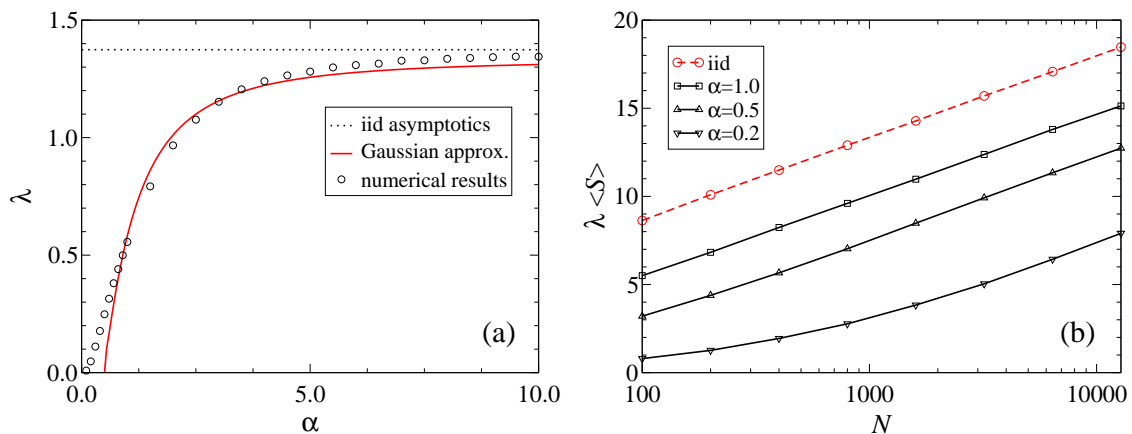 1.5
1.0
0.5
0.0
λ
iid asymptotics
Gaussian approx.
numerical results
(a)
0.0
5.0
10.0
α
20
15
10
5
0
λ <S>
iid
α=1.0
α=0.5
α=0.2
(b)
100
1000
10000
N